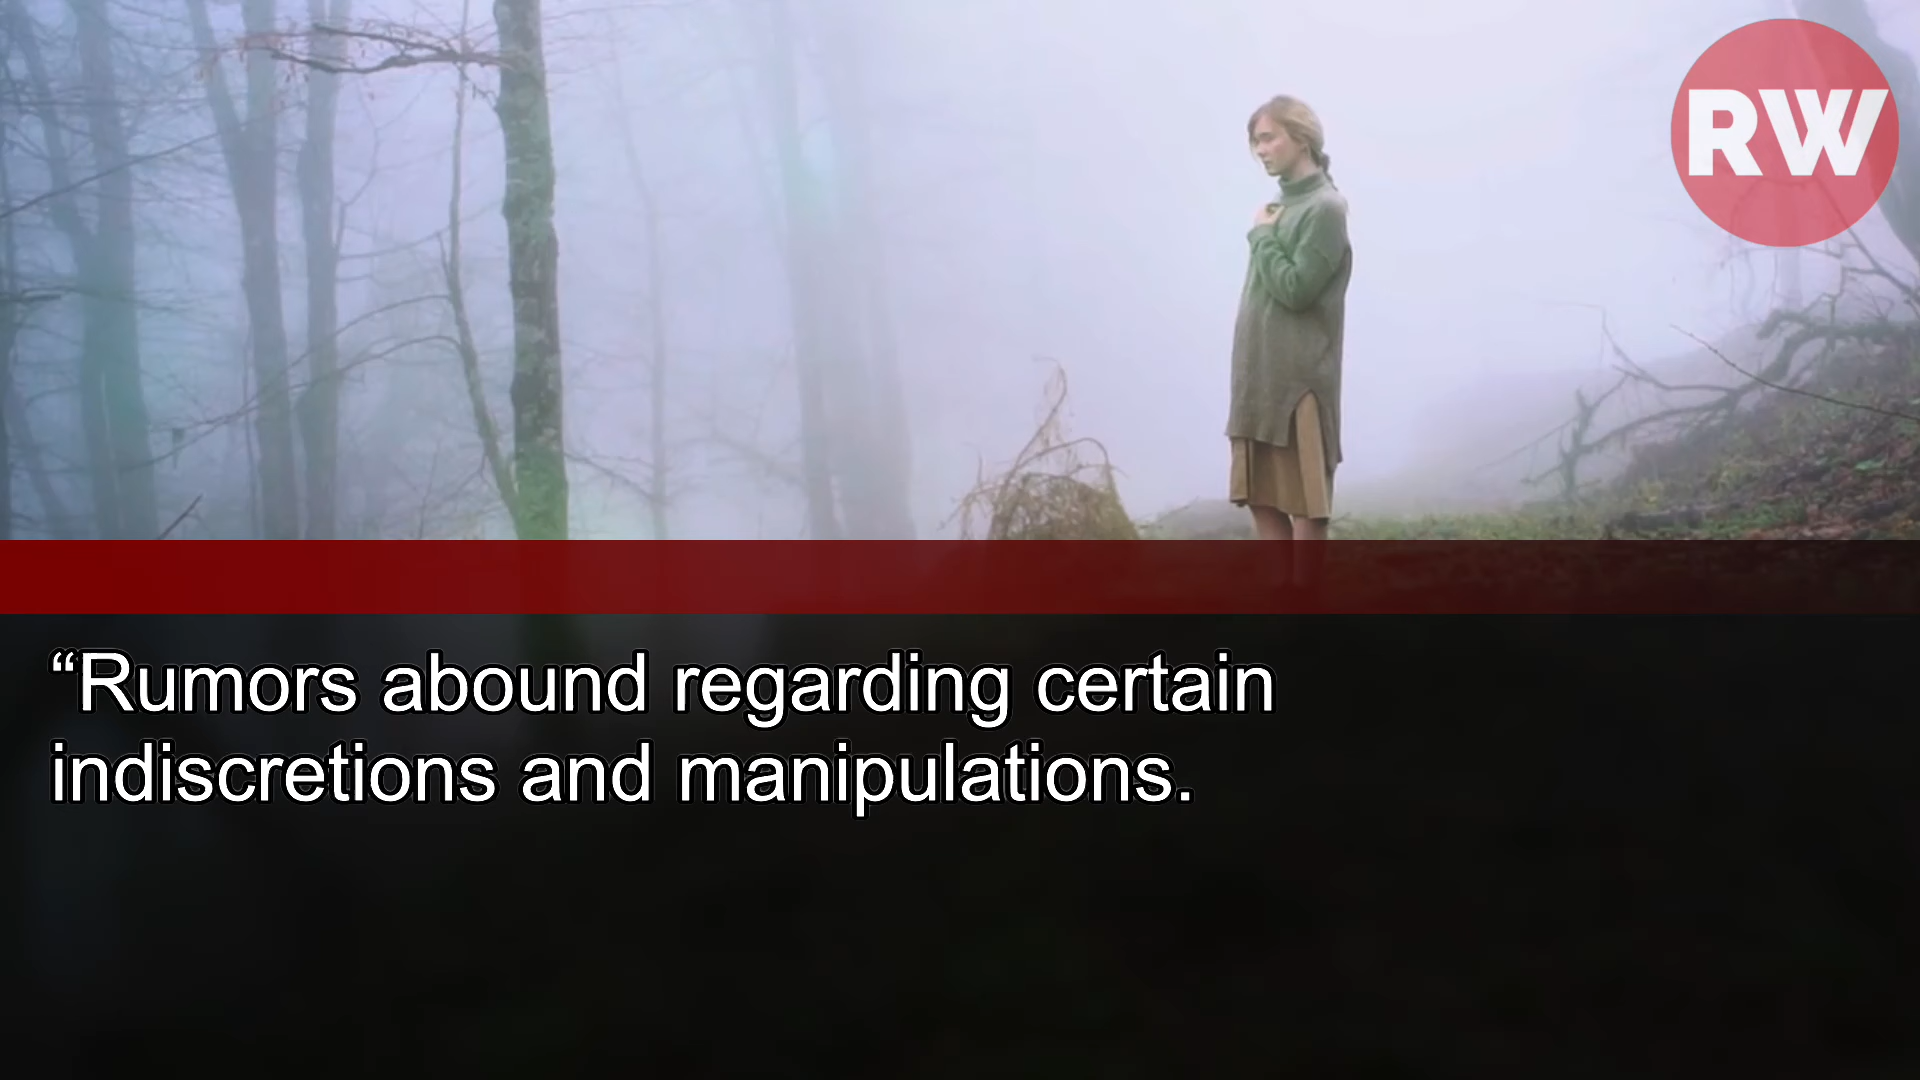 RW
“Rumors abound regarding certain
indiscretions and manipulations.